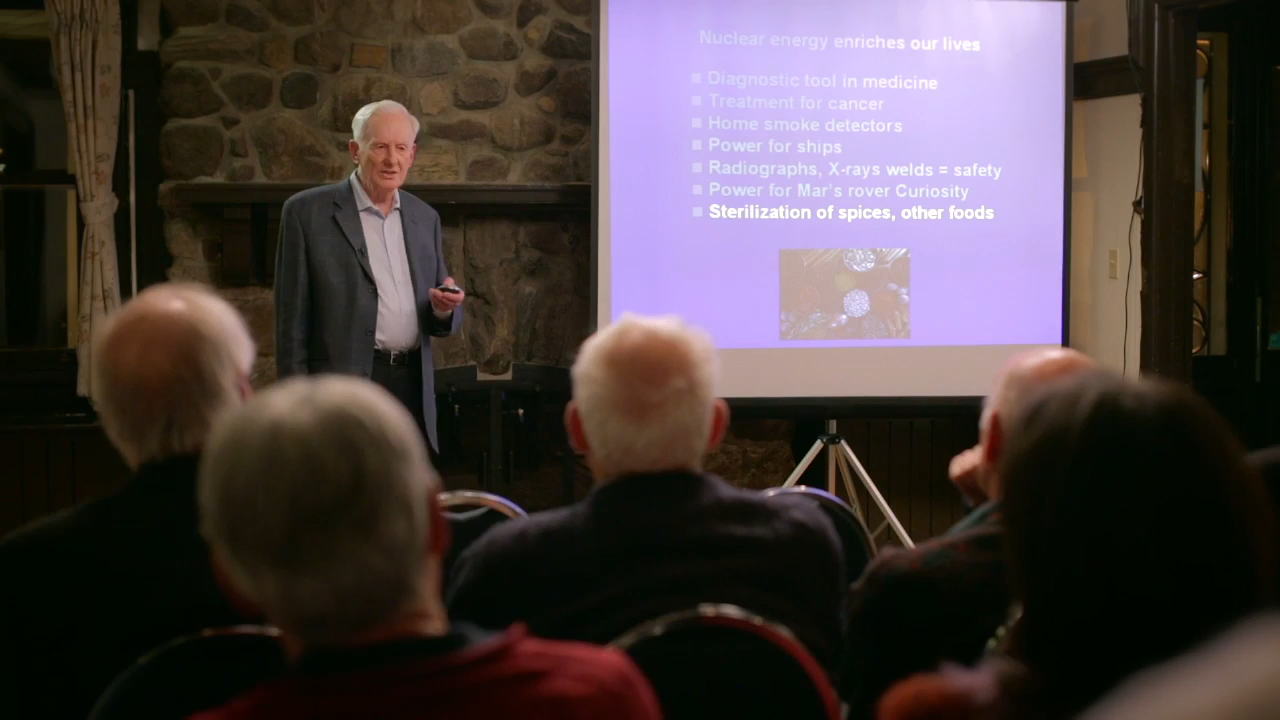 Nuclear energy enriches our lives
Diagnostic tool in medicine
Treatment for cancer
Home smoke detectors
Power for ships
Radiographs, X-rays welds = safety
Power for Mar's rover Curiosity
Sterilization of spices, other foods